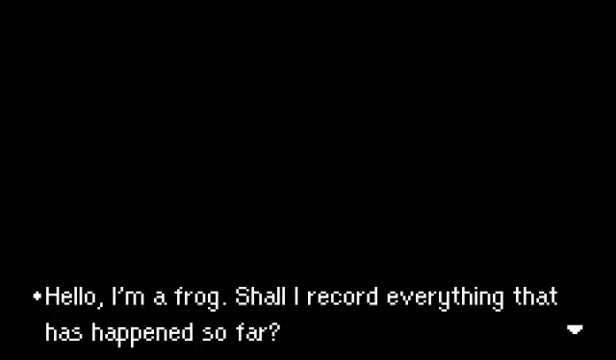 •Hello, I'm a frog. Shall I record everything that
has happened so far?